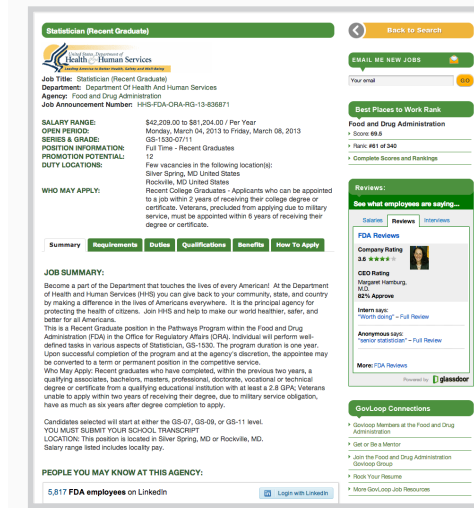 Statistician (Recent Graduate)
United States Department of
Health & Human Services
Leading America to Better Health, Safety and Well-Being
Job Title: Statistician (Recent Graduate)
Department: Department Of Health And Human Services
Agency: Food and Drug Administration
Job Announcement Number: HHS-FDA-ORA-RG-13-836871
SALARY RANGE: $42,209.00 to $81,204.00 / Per Year
OPEN PERIOD: Monday, March 04, 2013 to Friday, March 08, 2013
SERIES & GRADE: GS-1530-07/11
POSITION INFORMATION: Full Time - Recent Graduates
PROMOTION POTENTIAL: 12
DUTY LOCATIONS: Few vacancies in the following location(s):
Silver Spring, MD United States
Rockville, MD United States
WHO MAY APPLY: Recent College Graduates - Applicants who can be appointed
to a job within 2 years of receiving their college degree or
certificate. Veterans, precluded from applying due to military
service, must be appointed within 6 years of receiving their
degree or certificate.
Summary Requirements Duties Qualifications Benefits How To Apply
JOB SUMMARY:
Become a part of the Department that touches the lives of every American! At the Department
of Health and Human Services (HHS) you can give back to your community, state, and country
by making a difference in the lives of Americans everywhere. It is the principal agency for
protecting the health of citizens. Join HHS and help to make our world healthier, safer, and
better for all Americans.
This is a Recent Graduate position in the Pathways Program within the Food and Drug
Administration (FDA) in the Office for Regulatory Affairs (ORA). Individual will perform well-
defined tasks in various aspects of Statistician, GS-1530. The program duration is one year.
Upon successful completion of the program and at the agency's discretion, the appointee may
be converted to a term or permanent position in the competitive service.
Who May Apply: Recent graduates who have completed, within the previous two years, a
qualifying associates, bachelors, masters, professional, doctorate, vocational or technical
degree or certificate from a qualifying educational institution with at least a 2.8 GPA; Veterans
unable to apply within two years of receiving their degree, due to military service obligation,
have as much as six years after degree completion to apply.
Candidates selected will start at either the GS-07, GS-09, or GS-11 level.
YOU MUST SUBMIT YOUR SCHOOL TRANSCRIPT
LOCATION: This position is located in Silver Spring, MD or Rockville, MD.
Salary range listed includes locality pay.
PEOPLE YOU MAY KNOW AT THIS AGENCY:
5,817 FDA employees on LinkedIn
in Login with LinkedIn
Back to Search
EMAIL ME NEW JOBS
Your email GO
Best Places to Work Rank
Food and Drug Administration
Score: 69.5
Rank: #61 of 340
Complete Scores and Rankings
Reviews:
See what employees are saying...
Salaries Reviews Interviews
FDA Reviews
Company Rating
3.6
CEO Rating
Margaret Hamburg,
M.D.
82% Approve
Intern says:
"Worth doing" – Full Review
Anonymous says:
"senior statistician" – Full Review
More: FDA Reviews
Powered by glassdoor
GovLoop Connections
Govloop Members at the Food and Drug
Administration
Get or Be a Mentor
Join the Food and Drug Administration
Govloop Group
Rock Your Resume
More GovLoop Job Resources